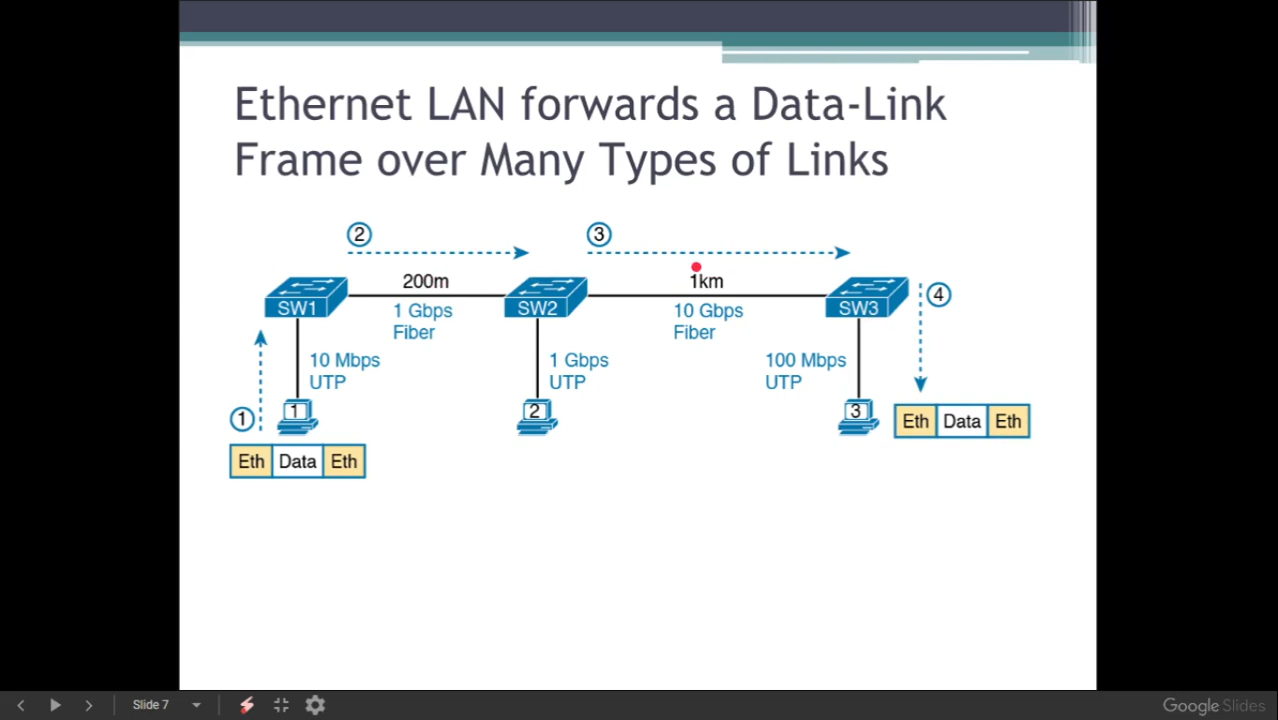 Ethernet LAN forwards a Data-Link
Frame over Many Types of Links
2
3
200m
1km
4
SW1
SW2
SW3
1 Gbps
Fiber
10 Gbps
Fiber
10 Mbps
UTP
1 Gbps
UTP
100 Mbps
UTP
1
1
2
3
Eth Data Eth
Eth Data Eth
Slide 7
Google Slides